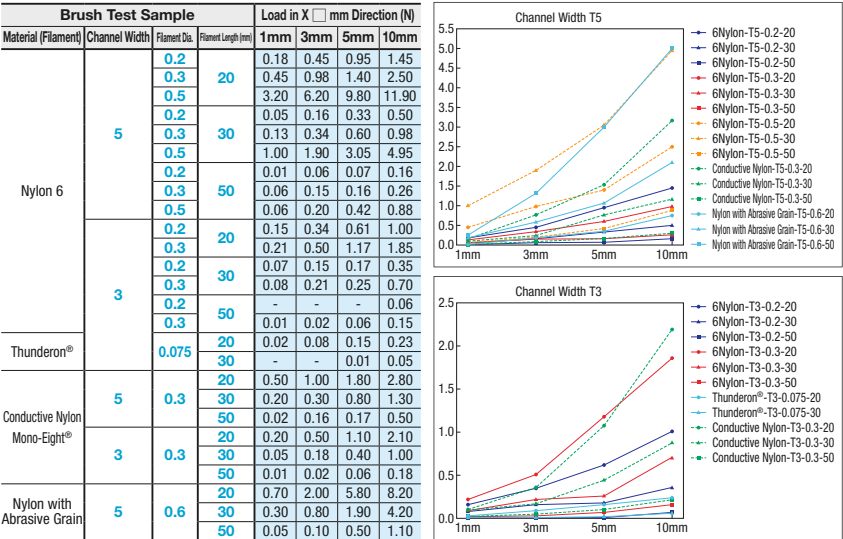 Brush Test Sample Load in X □ mm Direction (N)
Material (Filament) Channel Width Filament Dia. Filament Length (mm) 1mm 3mm 5mm 10mm
Nylon 6 5 0.2 20 0.18 0.45 0.95 1.45
0.3 0.45 0.98 1.40 2.50
0.5 3.20 6.20 9.80 11.90
0.2 30 0.05 0.16 0.33 0.50
0.3 0.13 0.34 0.60 0.98
0.5 1.00 1.90 3.05 4.95
0.2 50 0.01 0.06 0.07 0.16
0.3 0.06 0.15 0.16 0.26
0.5 0.06 0.20 0.42 0.88
3 0.2 20 0.15 0.34 0.61 1.00
0.3 0.21 0.50 1.17 1.85
0.2 30 0.07 0.15 0.17 0.35
0.3 0.08 0.21 0.25 0.70
0.2 50 - - - 0.06
0.3 0.01 0.02 0.06 0.15
Thunderon® 0.075 20 0.02 0.08 0.15 0.23
30 - - 0.01 0.05
Conductive Nylon
Mono-Eight®
5 0.3 20 0.50 1.00 1.80 2.80
30 0.20 0.30 0.80 1.30
50 0.02 0.16 0.17 0.50
3 0.3 20 0.20 0.50 1.10 2.10
30 0.05 0.18 0.40 1.00
50 0.01 0.02 0.06 0.18
Nylon with
Abrasive Grain
5 0.6 20 0.70 2.00 5.80 8.20
30 0.30 0.80 1.90 4.20
50 0.05 0.10 0.50 1.10
Channel Width T5
5.5
5.0
4.5
4.0
3.5
3.0
2.5
2.0
1.5
1.0
0.5
0.0
1mm 3mm 5mm 10mm
6Nylon-T5-0.2-20
6Nylon-T5-0.2-30
6Nylon-T5-0.2-50
6Nylon-T5-0.3-20
6Nylon-T5-0.3-30
6Nylon-T5-0.3-50
6Nylon-T5-0.5-20
6Nylon-T5-0.5-30
6Nylon-T5-0.5-50
Conductive Nylon-T5-0.3-20
Conductive Nylon-T5-0.3-30
Conductive Nylon-T5-0.3-50
Nylon with Abrasive Grain-T5-0.6-20
Nylon with Abrasive Grain-T5-0.6-30
Nylon with Abrasive Grain-T5-0.6-50
Channel Width T3
2.5
2.0
1.5
1.0
0.5
0.0
1mm 3mm 5mm 10mm
6Nylon-T3-0.2-20
6Nylon-T3-0.2-30
6Nylon-T3-0.2-50
6Nylon-T3-0.3-20
6Nylon-T3-0.3-30
6Nylon-T3-0.3-50
Thunderon®-T3-0.075-20
Thunderon®-T3-0.075-30
Conductive Nylon-T3-0.3-20
Conductive Nylon-T3-0.3-30
Conductive Nylon-T3-0.3-50